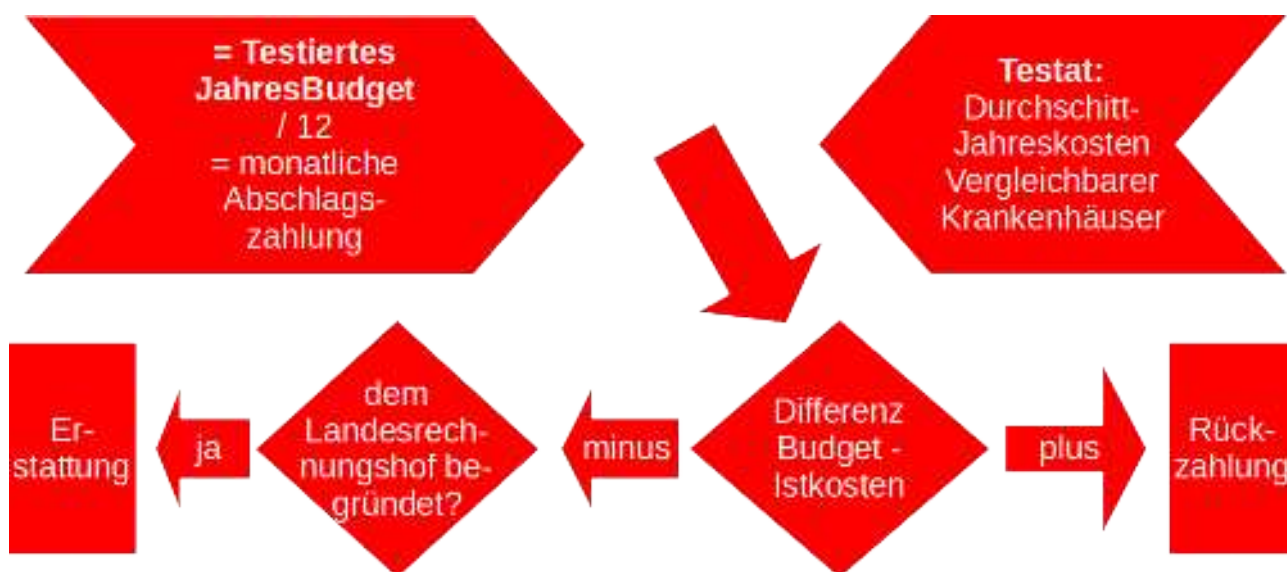 = Testiertes
JahresBudget
/ 12
= monatliche
Abschlags-
zahlung
Testat:
Durchschitt-
Jahreskosten
Vergleichbarer
Krankenhäuser
Er-
stattung
ja
dem
Landesrech-
nungshof be-
gründet?
minus
Differenz
Budget -
Istkosten
plus
Rück-
zahlung